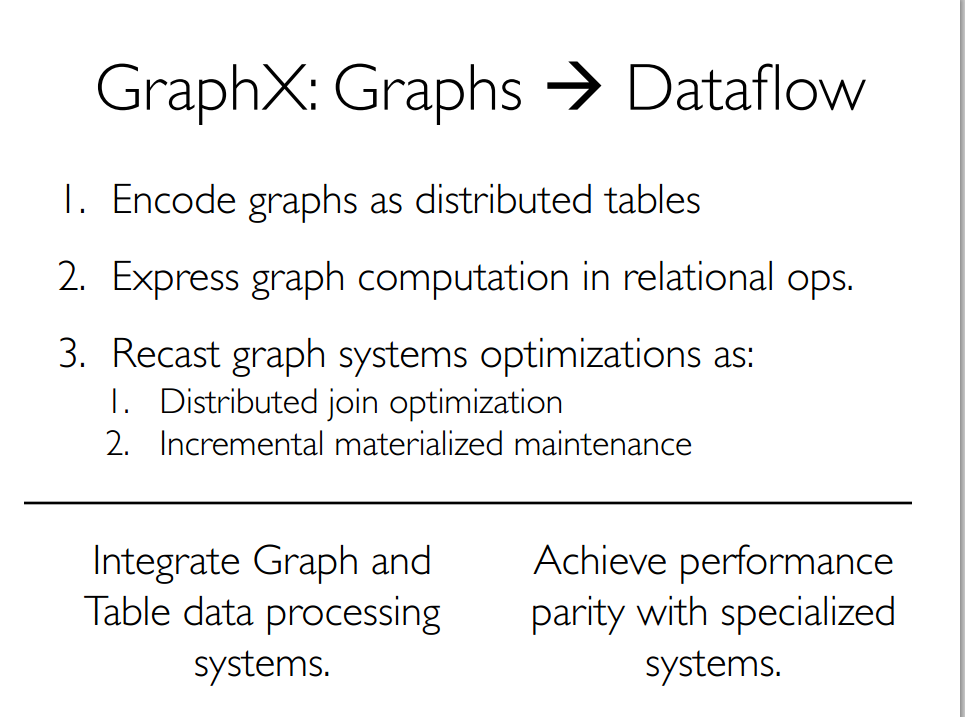 GraphX: Graphs → Dataflow
1. Encode graphs as distributed tables
2. Express graph computation in relational ops.
3. Recast graph systems optimizations as:
1. Distributed join optimization
2. Incremental materialized maintenance
Integrate Graph and
Table data processing
systems.
Achieve performance
parity with specialized
systems.